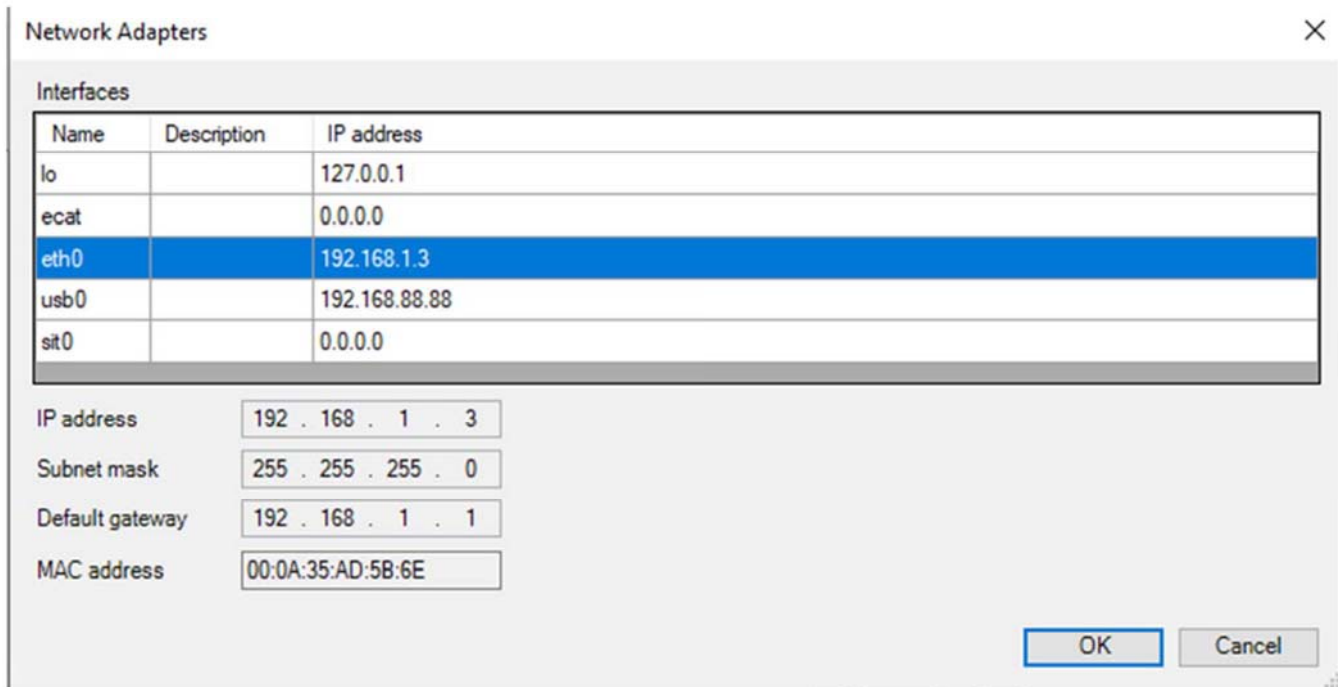 Network Adapters
Interfaces
Name Description IP address
lo 127.0.0.1
ecat 0.0.0.0
eth0 192.168.1.3
usb0 192.168.88.88
sit0 0.0.0.0
IP address 192 . 168 . 1 . 3
Subnet mask 255 . 255 . 255 . 0
Default gateway 192 . 168 . 1 . 1
MAC address 00:0A:35:AD:5B:6E
OK Cancel